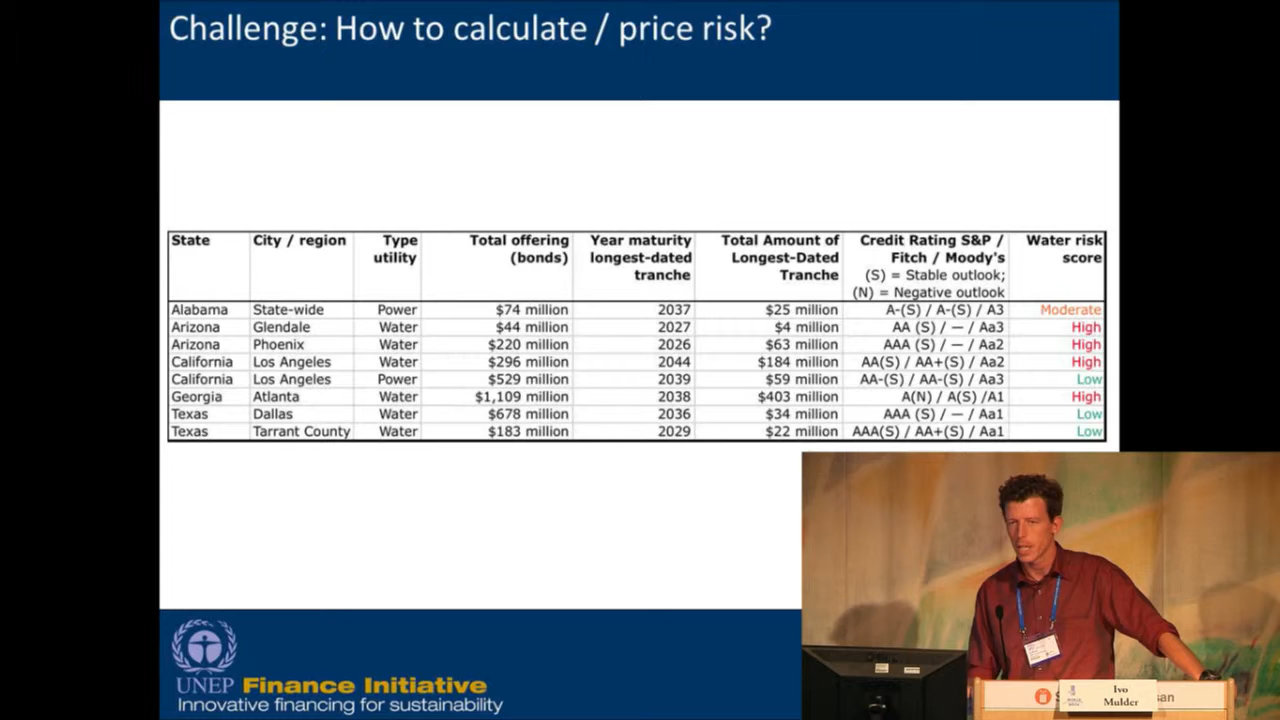 Challenge: How to calculate / price risk?
State City / region Type utility Total offering (bonds) Year maturity longest-dated tranche Total Amount of Longest-Dated Tranche Credit Rating S&P / Fitch / Moody's (S) = Stable outlook; (N) = Negative outlook Water risk score
Alabama State-wide Power $74 million 2037 $25 million A-(S) / A-(S) / A3 Moderate
Arizona Glendale Water $44 million 2027 $4 million AA (S) / — / Aa3 High
Arizona Phoenix Water $220 million 2026 $63 million AAA (S) / — / Aa2 High
California Los Angeles Water $296 million 2044 $184 million AA(S) / AA+(S) / Aa2 High
California Los Angeles Power $529 million 2039 $59 million AA-(S) / AA-(S) / Aa3 Low
Georgia Atlanta Water $1,109 million 2038 $403 million A(N) / A(S) /A1 High
Texas Dallas Water $678 million 2036 $34 million AAA (S) / — / Aa1 Low
Texas Tarrant County Water $183 million 2029 $22 million AAA(S) / AA+(S) / Aa1 Low
UNEP Finance Initiative
Innovative financing for sustainability
Ivo
Mulder